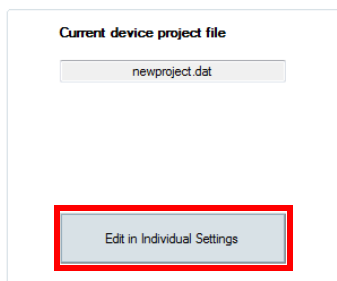 Current device project file
newproject.dat
Edit in Individual Settings